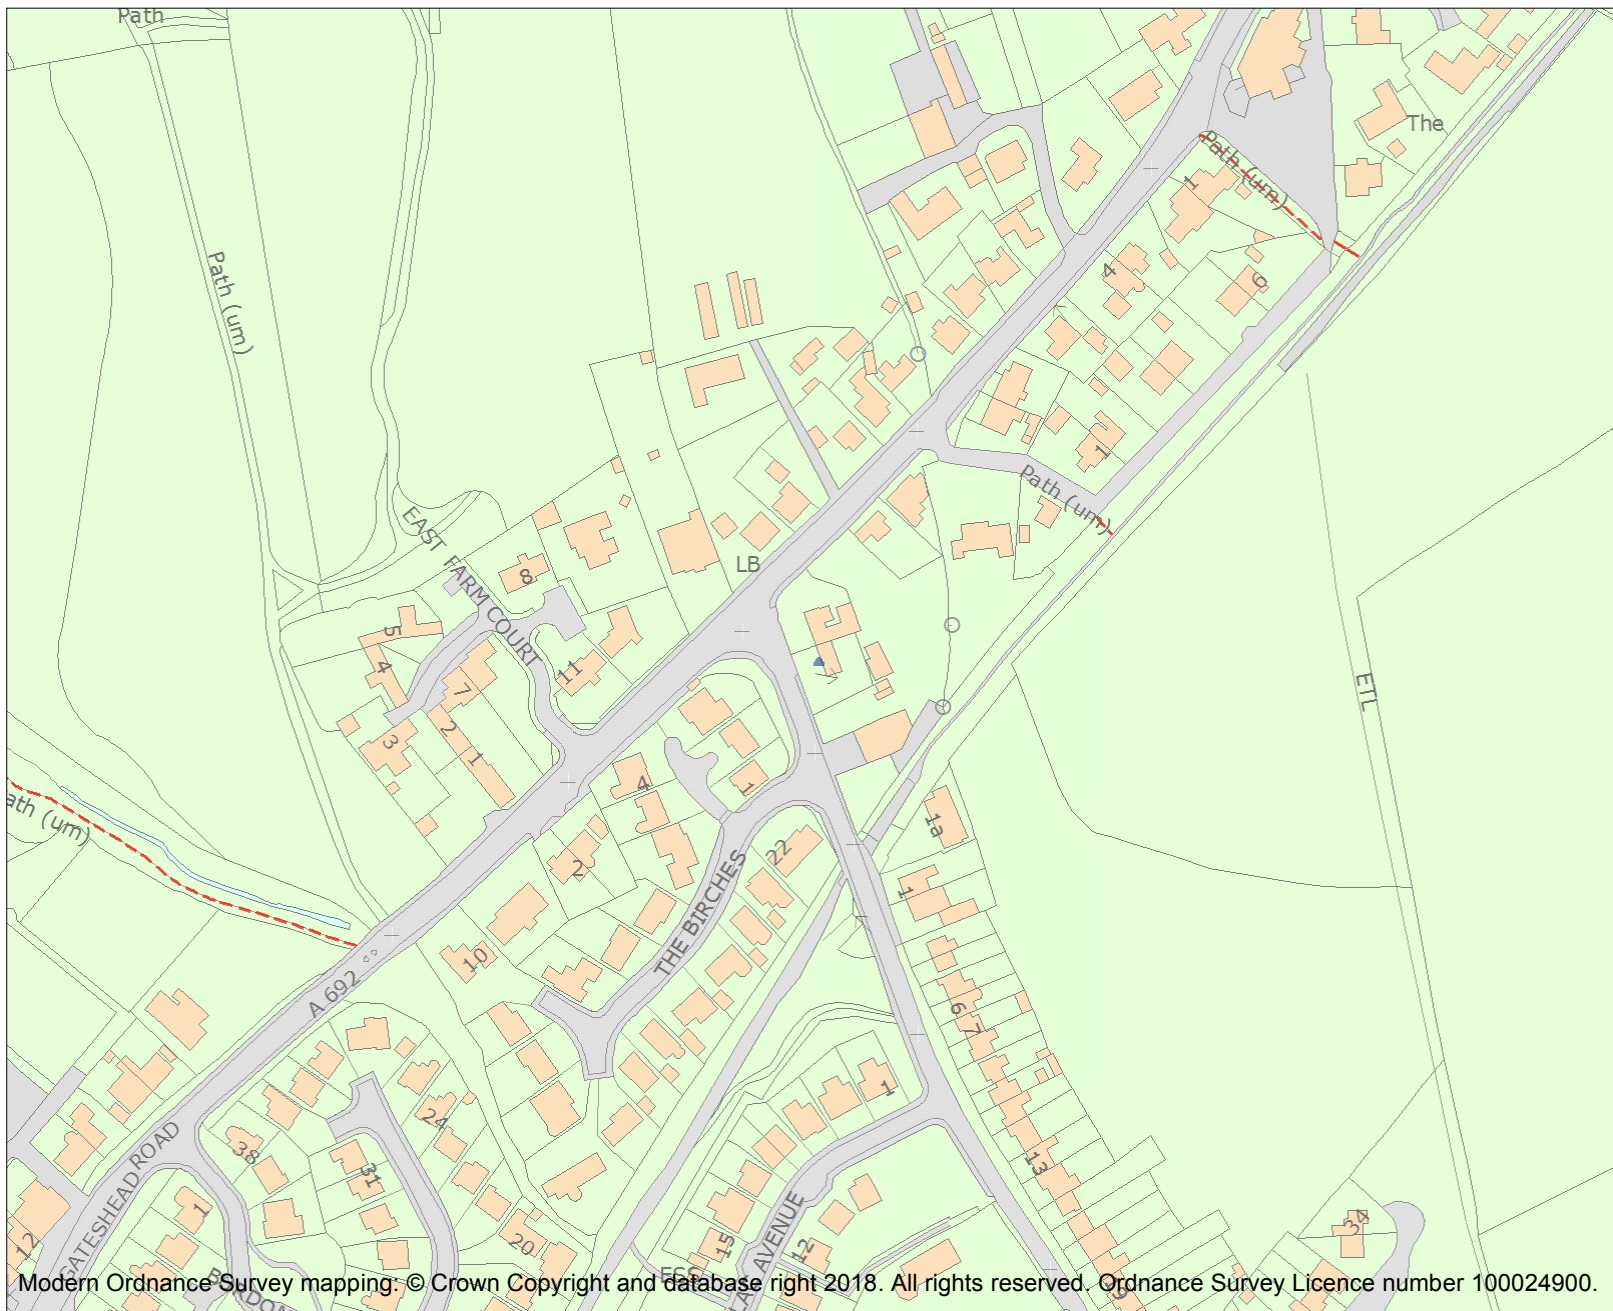 Path
The
Path (um)
1
Path (um)
4
6
1
Path (um)
EAST FARM COURT
LB
8
5
4
11
7
ETL
2
3
1
4
1
ath (um)
1a
22
2
1
THE BIRCHES
10
A 692
6
7
1
24
38
31
13
GATESHEAD ROAD
1
34
15
AVENUE
12
20
12
ESS
19
Modern Ordnance Survey mapping: © Crown Copyright and database right 2018. All rights reserved. Ordnance Survey Licence number 100024900.